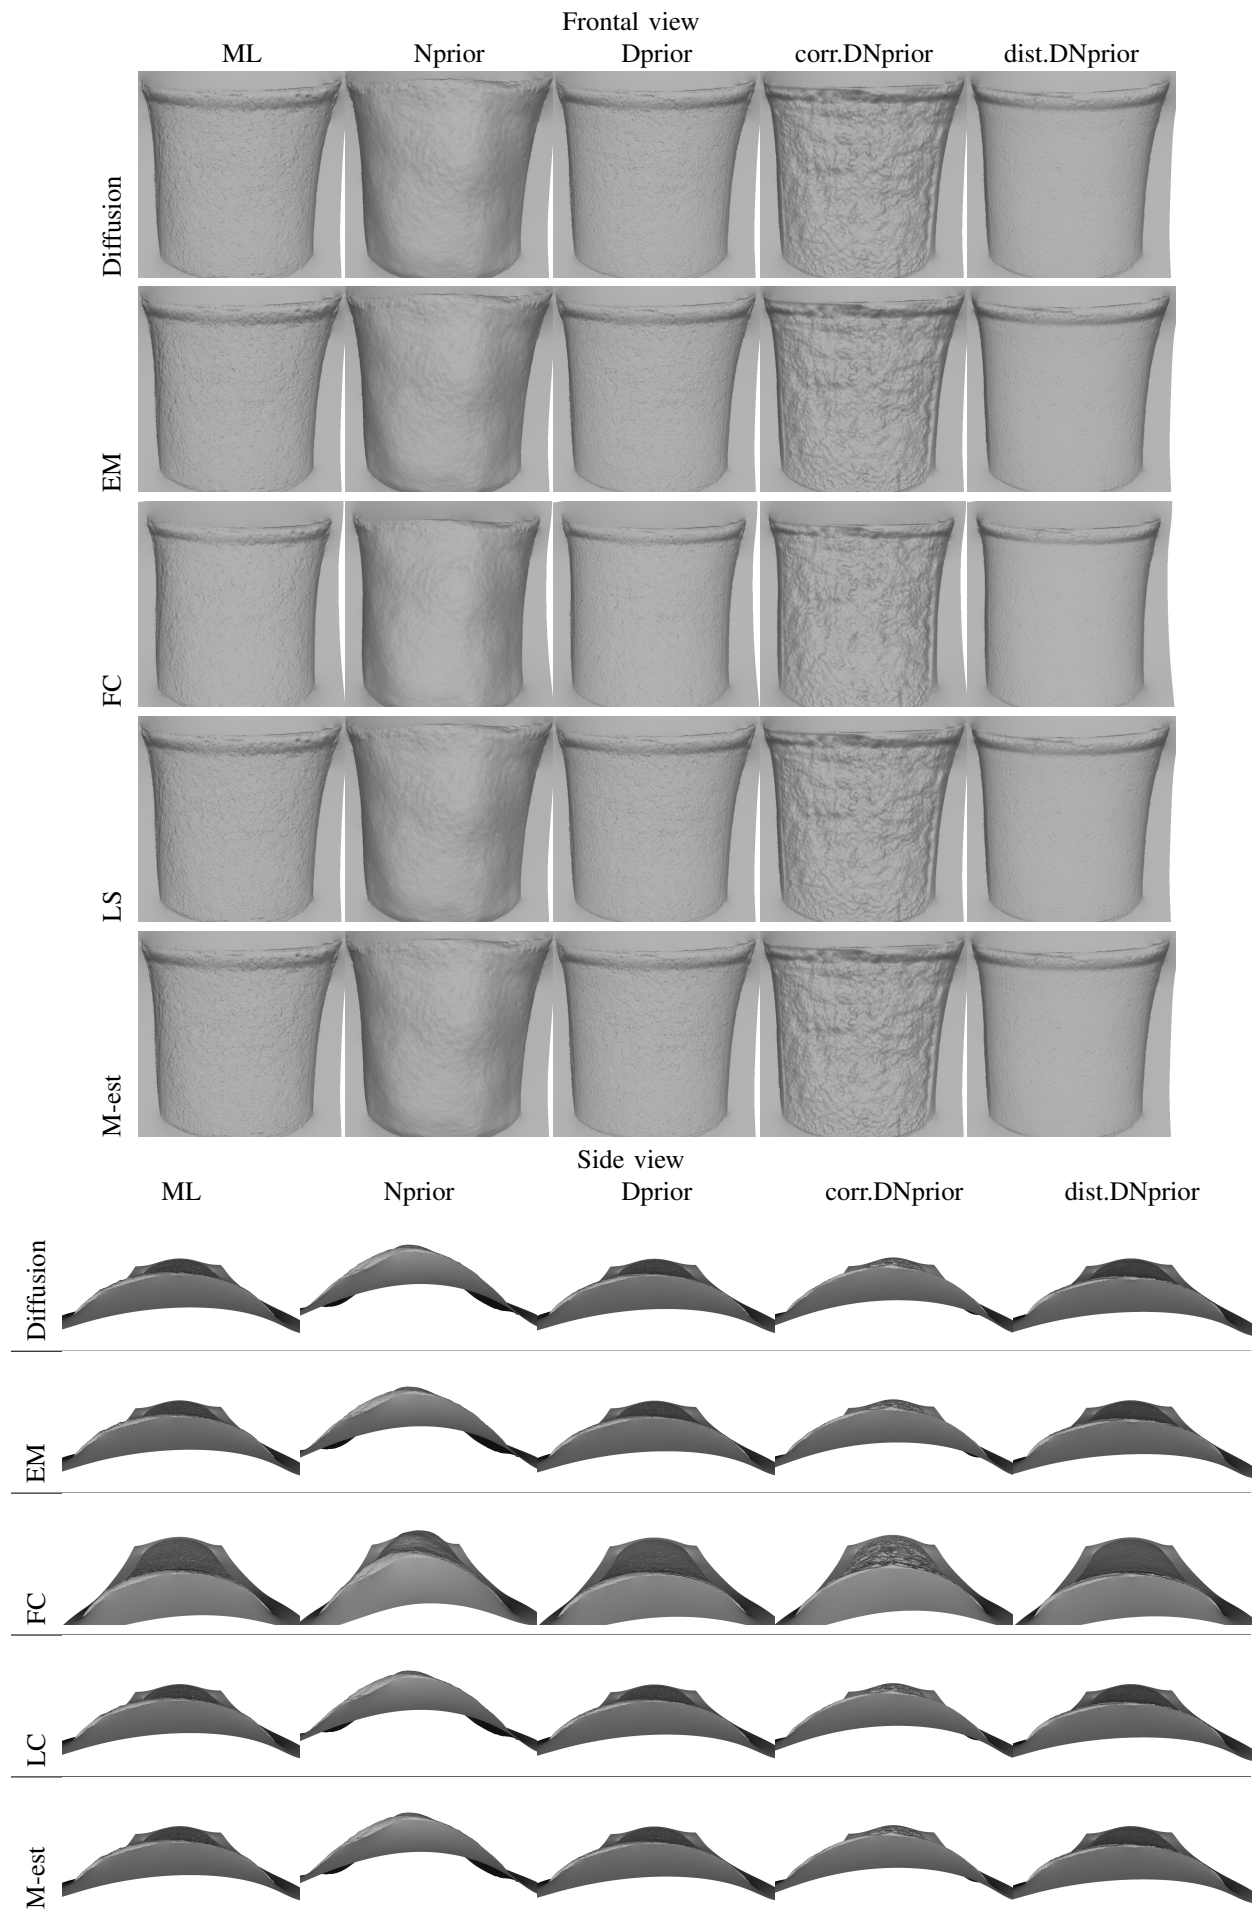 Frontal view
ML Nprior Dprior corr.DNprior dist.DNprior
Diffusion
EM
FC
LS
M-est
Side view
ML Nprior Dprior corr.DNprior dist.DNprior
Diffusion
EM
FC
LC
M-est